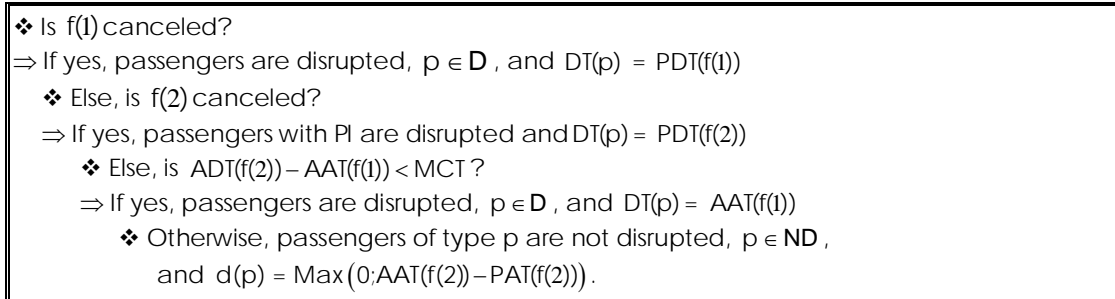 ❖ Is f(1) canceled?
⇒ If yes, passengers are disrupted, p ∈ D , and DT(p) = PDT(f(1))
❖ Else, is f(2) canceled?
⇒ If yes, passengers with PI are disrupted and DT(p) = PDT(f(2))
❖ Else, is ADT(f(2)) – AAT(f(1)) < MCT ?
⇒ If yes, passengers are disrupted, p ∈ D , and DT(p) = AAT(f(1))
❖ Otherwise, passengers of type p are not disrupted, p ∈ ND ,
and d(p) = Max (0;AAT(f(2)) – PAT(f(2))) .